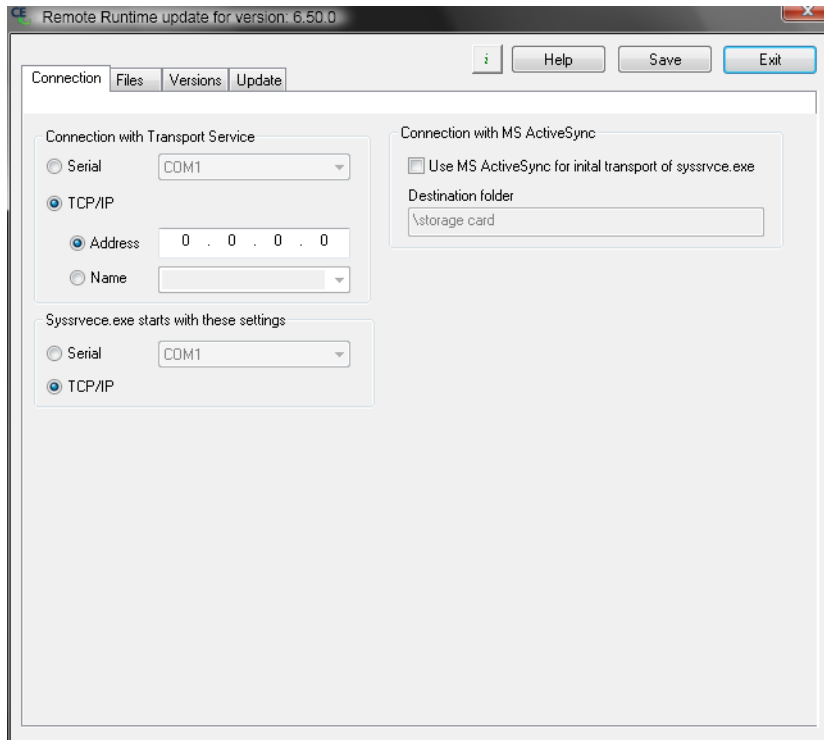 CE Remote Runtime update for version: 6.50.0
i Help Save Exit
Connection Files Versions Update
Connection with Transport Service
Serial COM1
TCP/IP
Address 0 . 0 . 0 . 0
Name
Syssrvece.exe starts with these settings
Serial COM1
TCP/IP
Connection with MS ActiveSync
Use MS ActiveSync for inital transport of syssrvce.exe
Destination folder
\storage card